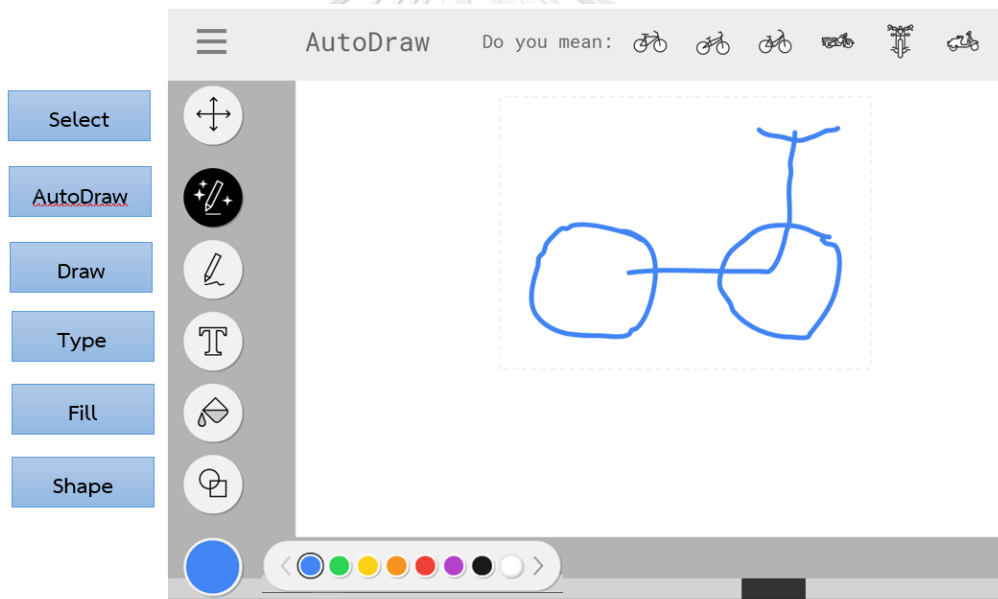 AutoDraw
Do you mean:
Select
AutoDraw
Draw
Type
T
Fill
Shape